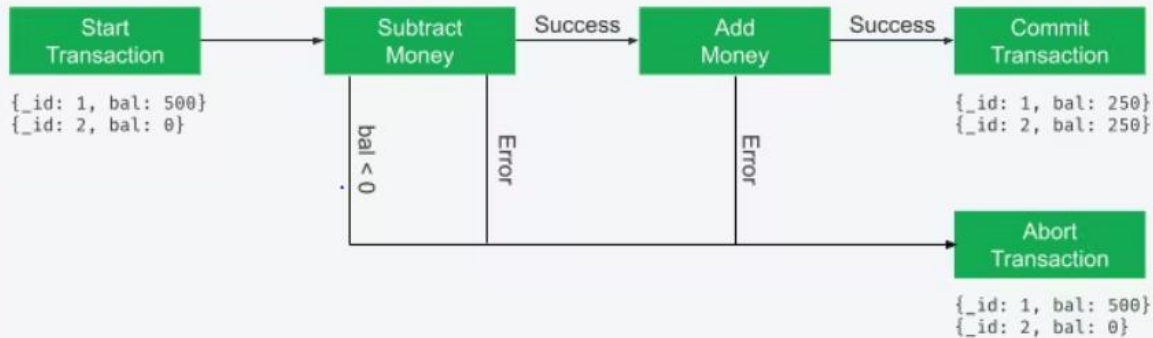 Start
Transaction
Subtract
Money
Success
Add
Money
Success
Commit
Transaction
{_id: 1, bal: 500}
{_id: 2, bal: 0}
bal < 0
Error
Error
{_id: 1, bal: 250}
{_id: 2, bal: 250}
Abort
Transaction
{_id: 1, bal: 500}
{_id: 2, bal: 0}